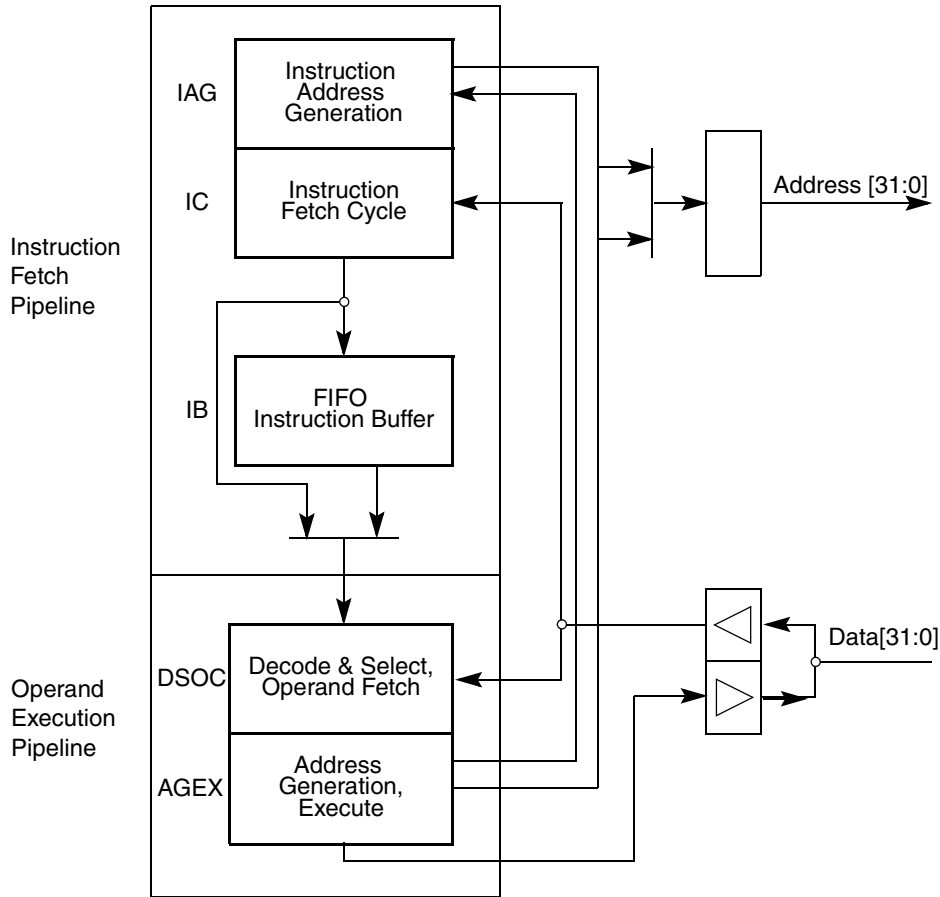 Instruction
Fetch
Pipeline
IAG
Instruction
Address
Generation
IC
Instruction
Fetch Cycle
Address [31:0]
IB
FIFO
Instruction Buffer
Operand
Execution
Pipeline
DSOC
Decode & Select,
Operand Fetch
Data[31:0]
AGEX
Address
Generation,
Execute